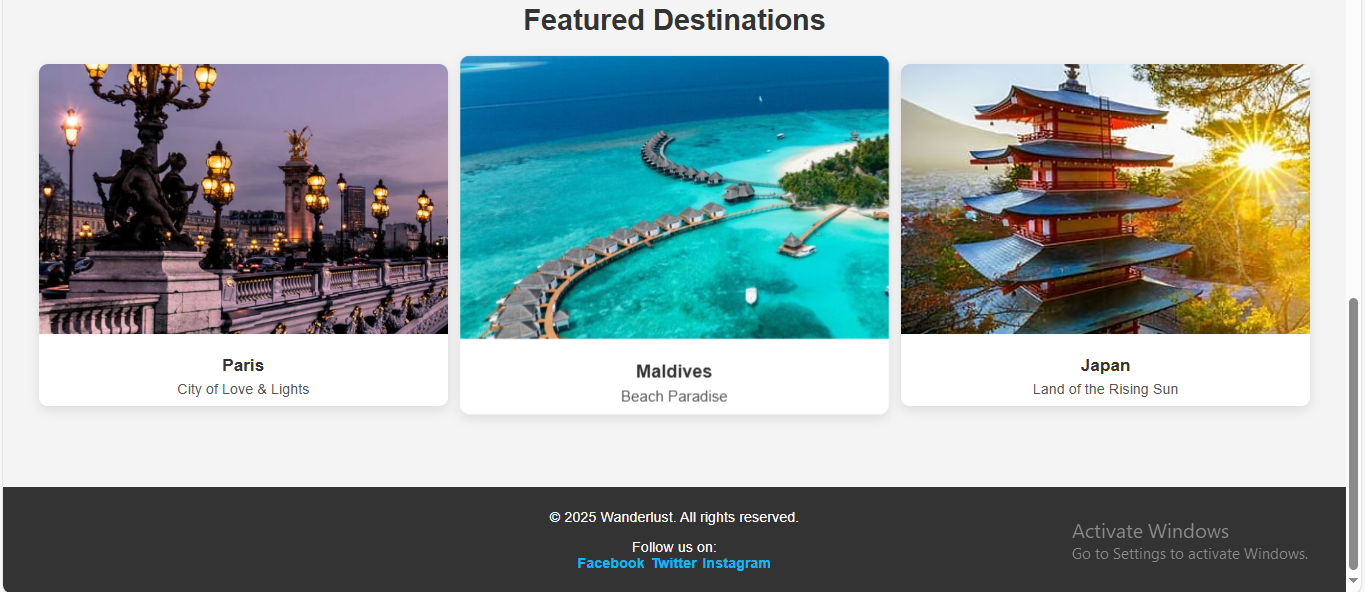 Featured Destinations
Paris
City of Love & Lights
Maldives
Beach Paradise
Japan
Land of the Rising Sun
© 2025 Wanderlust. All rights reserved.
Follow us on:
Facebook Twitter Instagram
Activate Windows
Go to Settings to activate Windows.